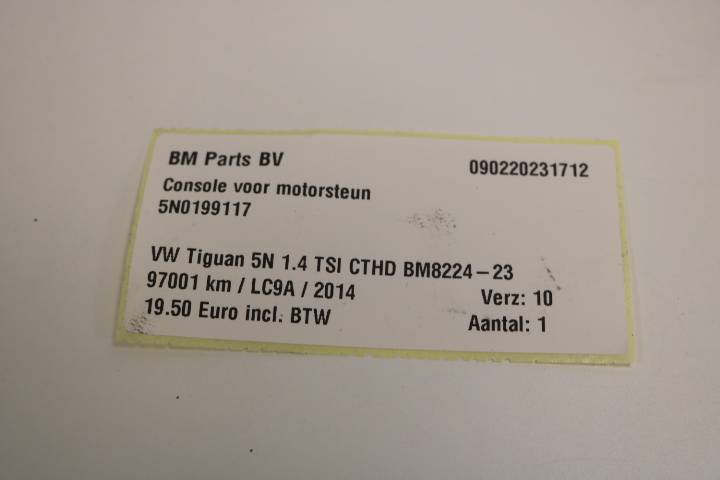 BM Parts BV 090220231712
Console voor motorsteun
5N0199117
VW Tiguan 5N 1.4 TSI CTHD BM8224-23
97001 km / LC9A / 2014 Verz: 10
19.50 Euro incl. BTW Aantal: 1